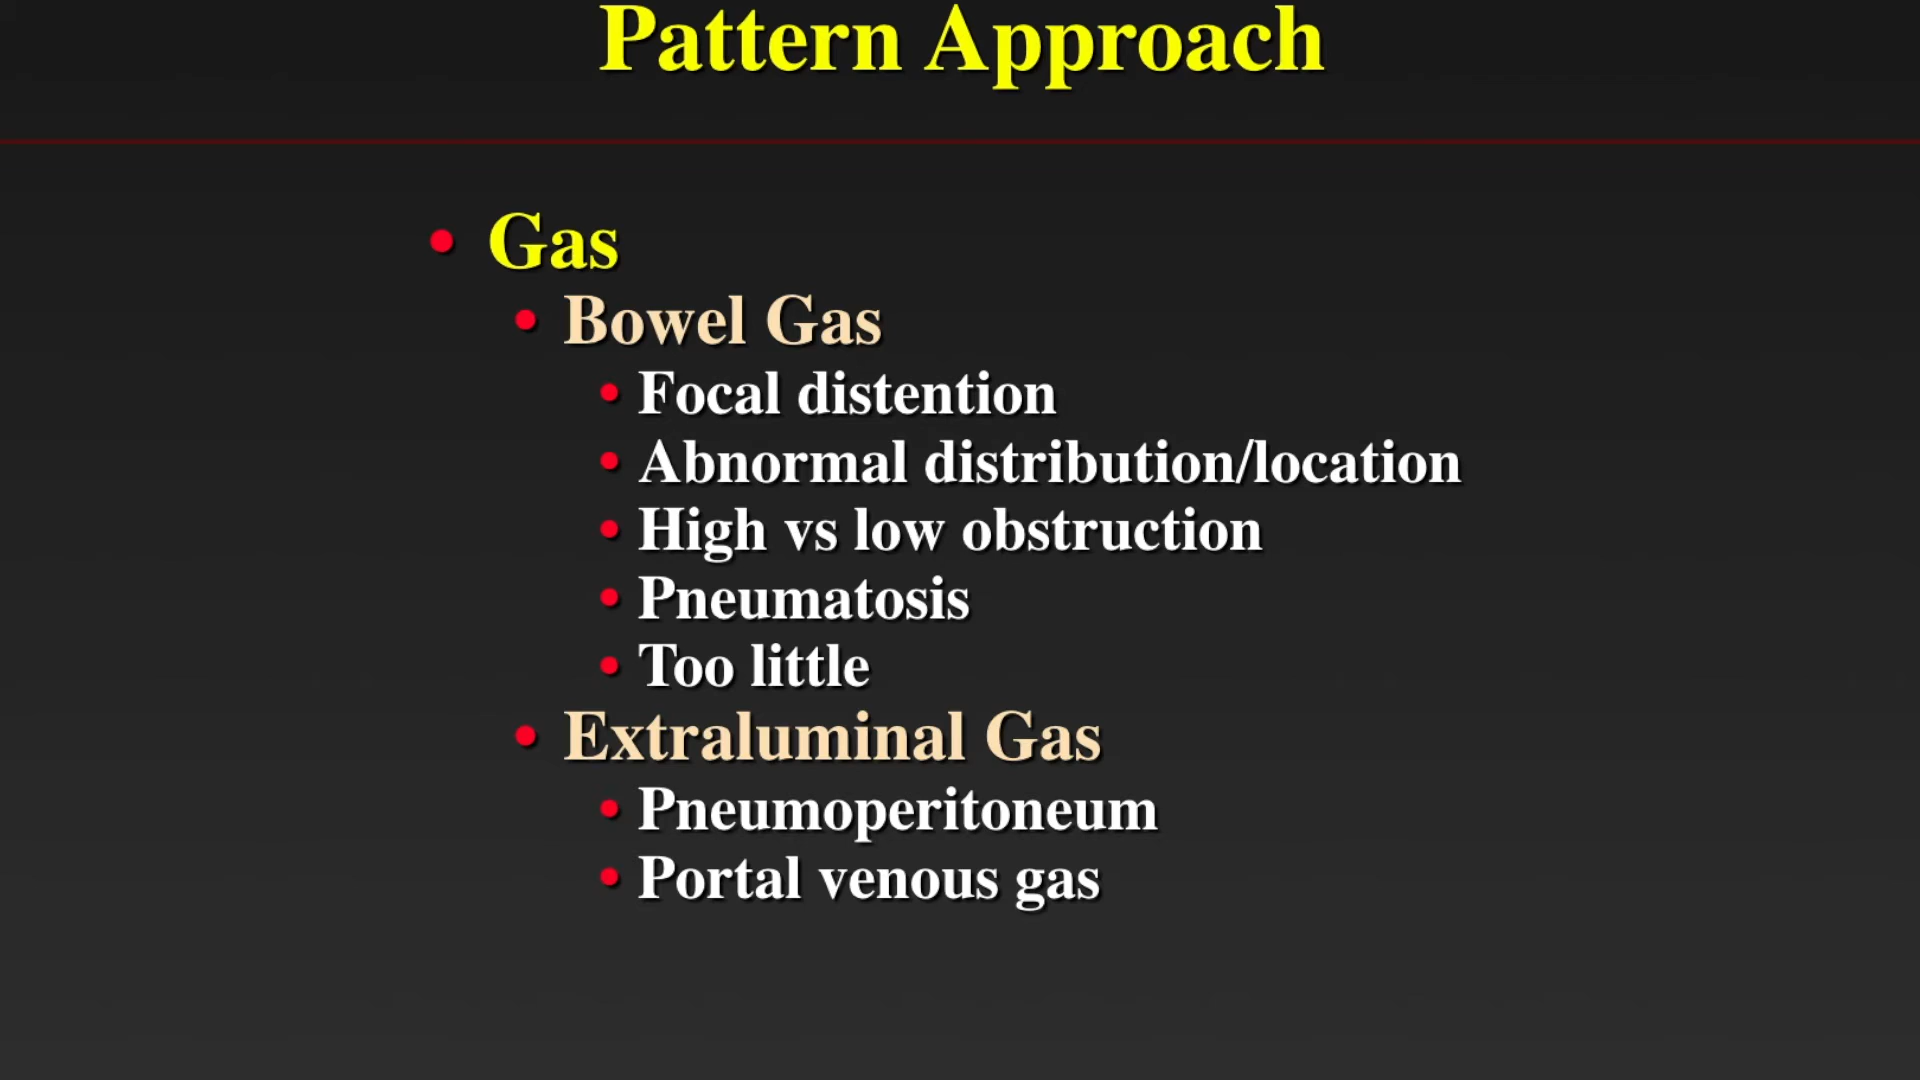 Pattern Approach
• Gas
• Bowel Gas
• Focal distention
• Abnormal distribution/location
• High vs low obstruction
• Pneumatosis
• Too little
• Extraluminal Gas
• Pneumoperitoneum
• Portal venous gas